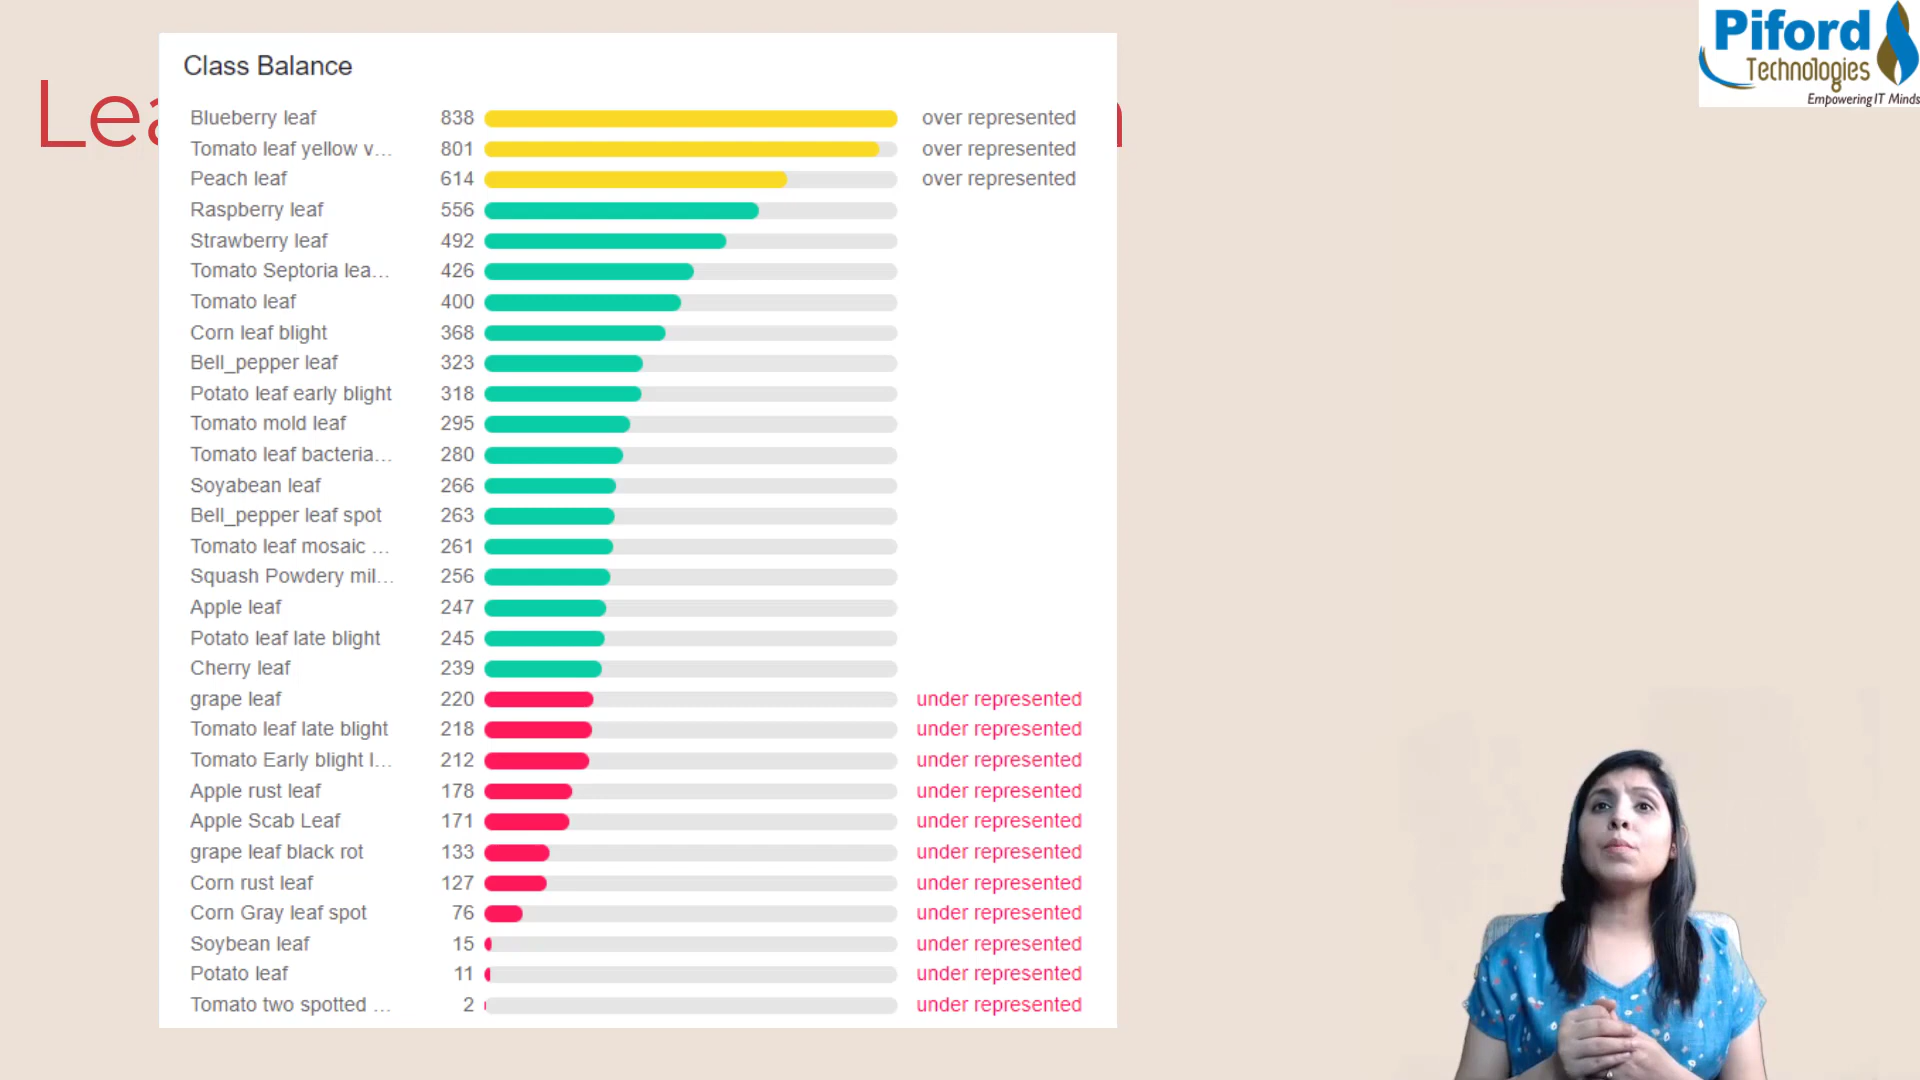 Piford
Technologies
Empowering IT Minds
Class Balance
Blueberry leaf 838 over represented
Tomato leaf yellow v... 801 over represented
Peach leaf 614 over represented
Raspberry leaf 556
Strawberry leaf 492
Tomato Septoria lea... 426
Tomato leaf 400
Corn leaf blight 368
Bell_pepper leaf 323
Potato leaf early blight 318
Tomato mold leaf 295
Tomato leaf bacteria... 280
Soyabean leaf 266
Bell_pepper leaf spot 263
Tomato leaf mosaic ... 261
Squash Powdery mil... 256
Apple leaf 247
Potato leaf late blight 245
Cherry leaf 239
grape leaf 220 under represented
Tomato leaf late blight 218 under represented
Tomato Early blight l... 212 under represented
Apple rust leaf 178 under represented
Apple Scab Leaf 171 under represented
grape leaf black rot 133 under represented
Corn rust leaf 127 under represented
Corn Gray leaf spot 76 under represented
Soybean leaf 15 under represented
Potato leaf 11 under represented
Tomato two spotted ... 2 under represented